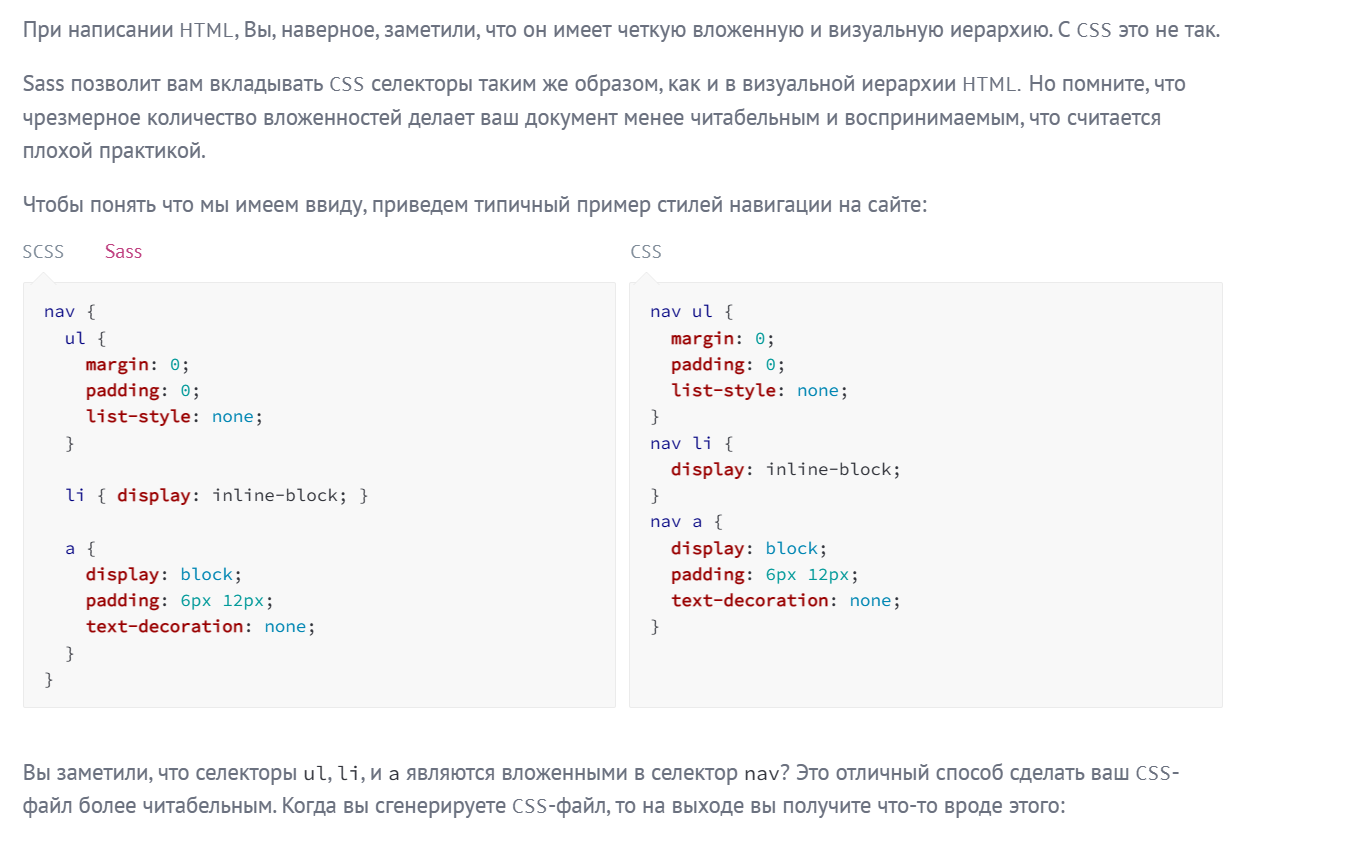 При написании HTML, Вы, наверное, заметили, что он имеет четкую вложенную и визуальную иерархию. С CSS это не так.
Sass позволит вам вкладывать CSS селекторы таким же образом, как и в визуальной иерархии HTML. Но помните, что
чрезмерное количество вложенностей делает ваш документ менее читабельным и воспринимаемым, что считается
плохой практикой.
Чтобы понять что мы имеем ввиду, приведем типичный пример стилей навигации на сайте:
SCSS Sass
nav {
  ul {
    margin: 0;
    padding: 0;
    list-style: none;
  }

  li { display: inline-block; }

  a {
    display: block;
    padding: 6px 12px;
    text-decoration: none;
  }
}
CSS
nav ul {
  margin: 0;
  padding: 0;
  list-style: none;
}
nav li {
  display: inline-block;
}
nav a {
  display: block;
  padding: 6px 12px;
  text-decoration: none;
}
Вы заметили, что селекторы ul, li, и a являются вложенными в селектор nav? Это отличный способ сделать ваш CSS-
файл более читабельным. Когда вы сгенерируете CSS-файл, то на выходе вы получите что-то вроде этого: